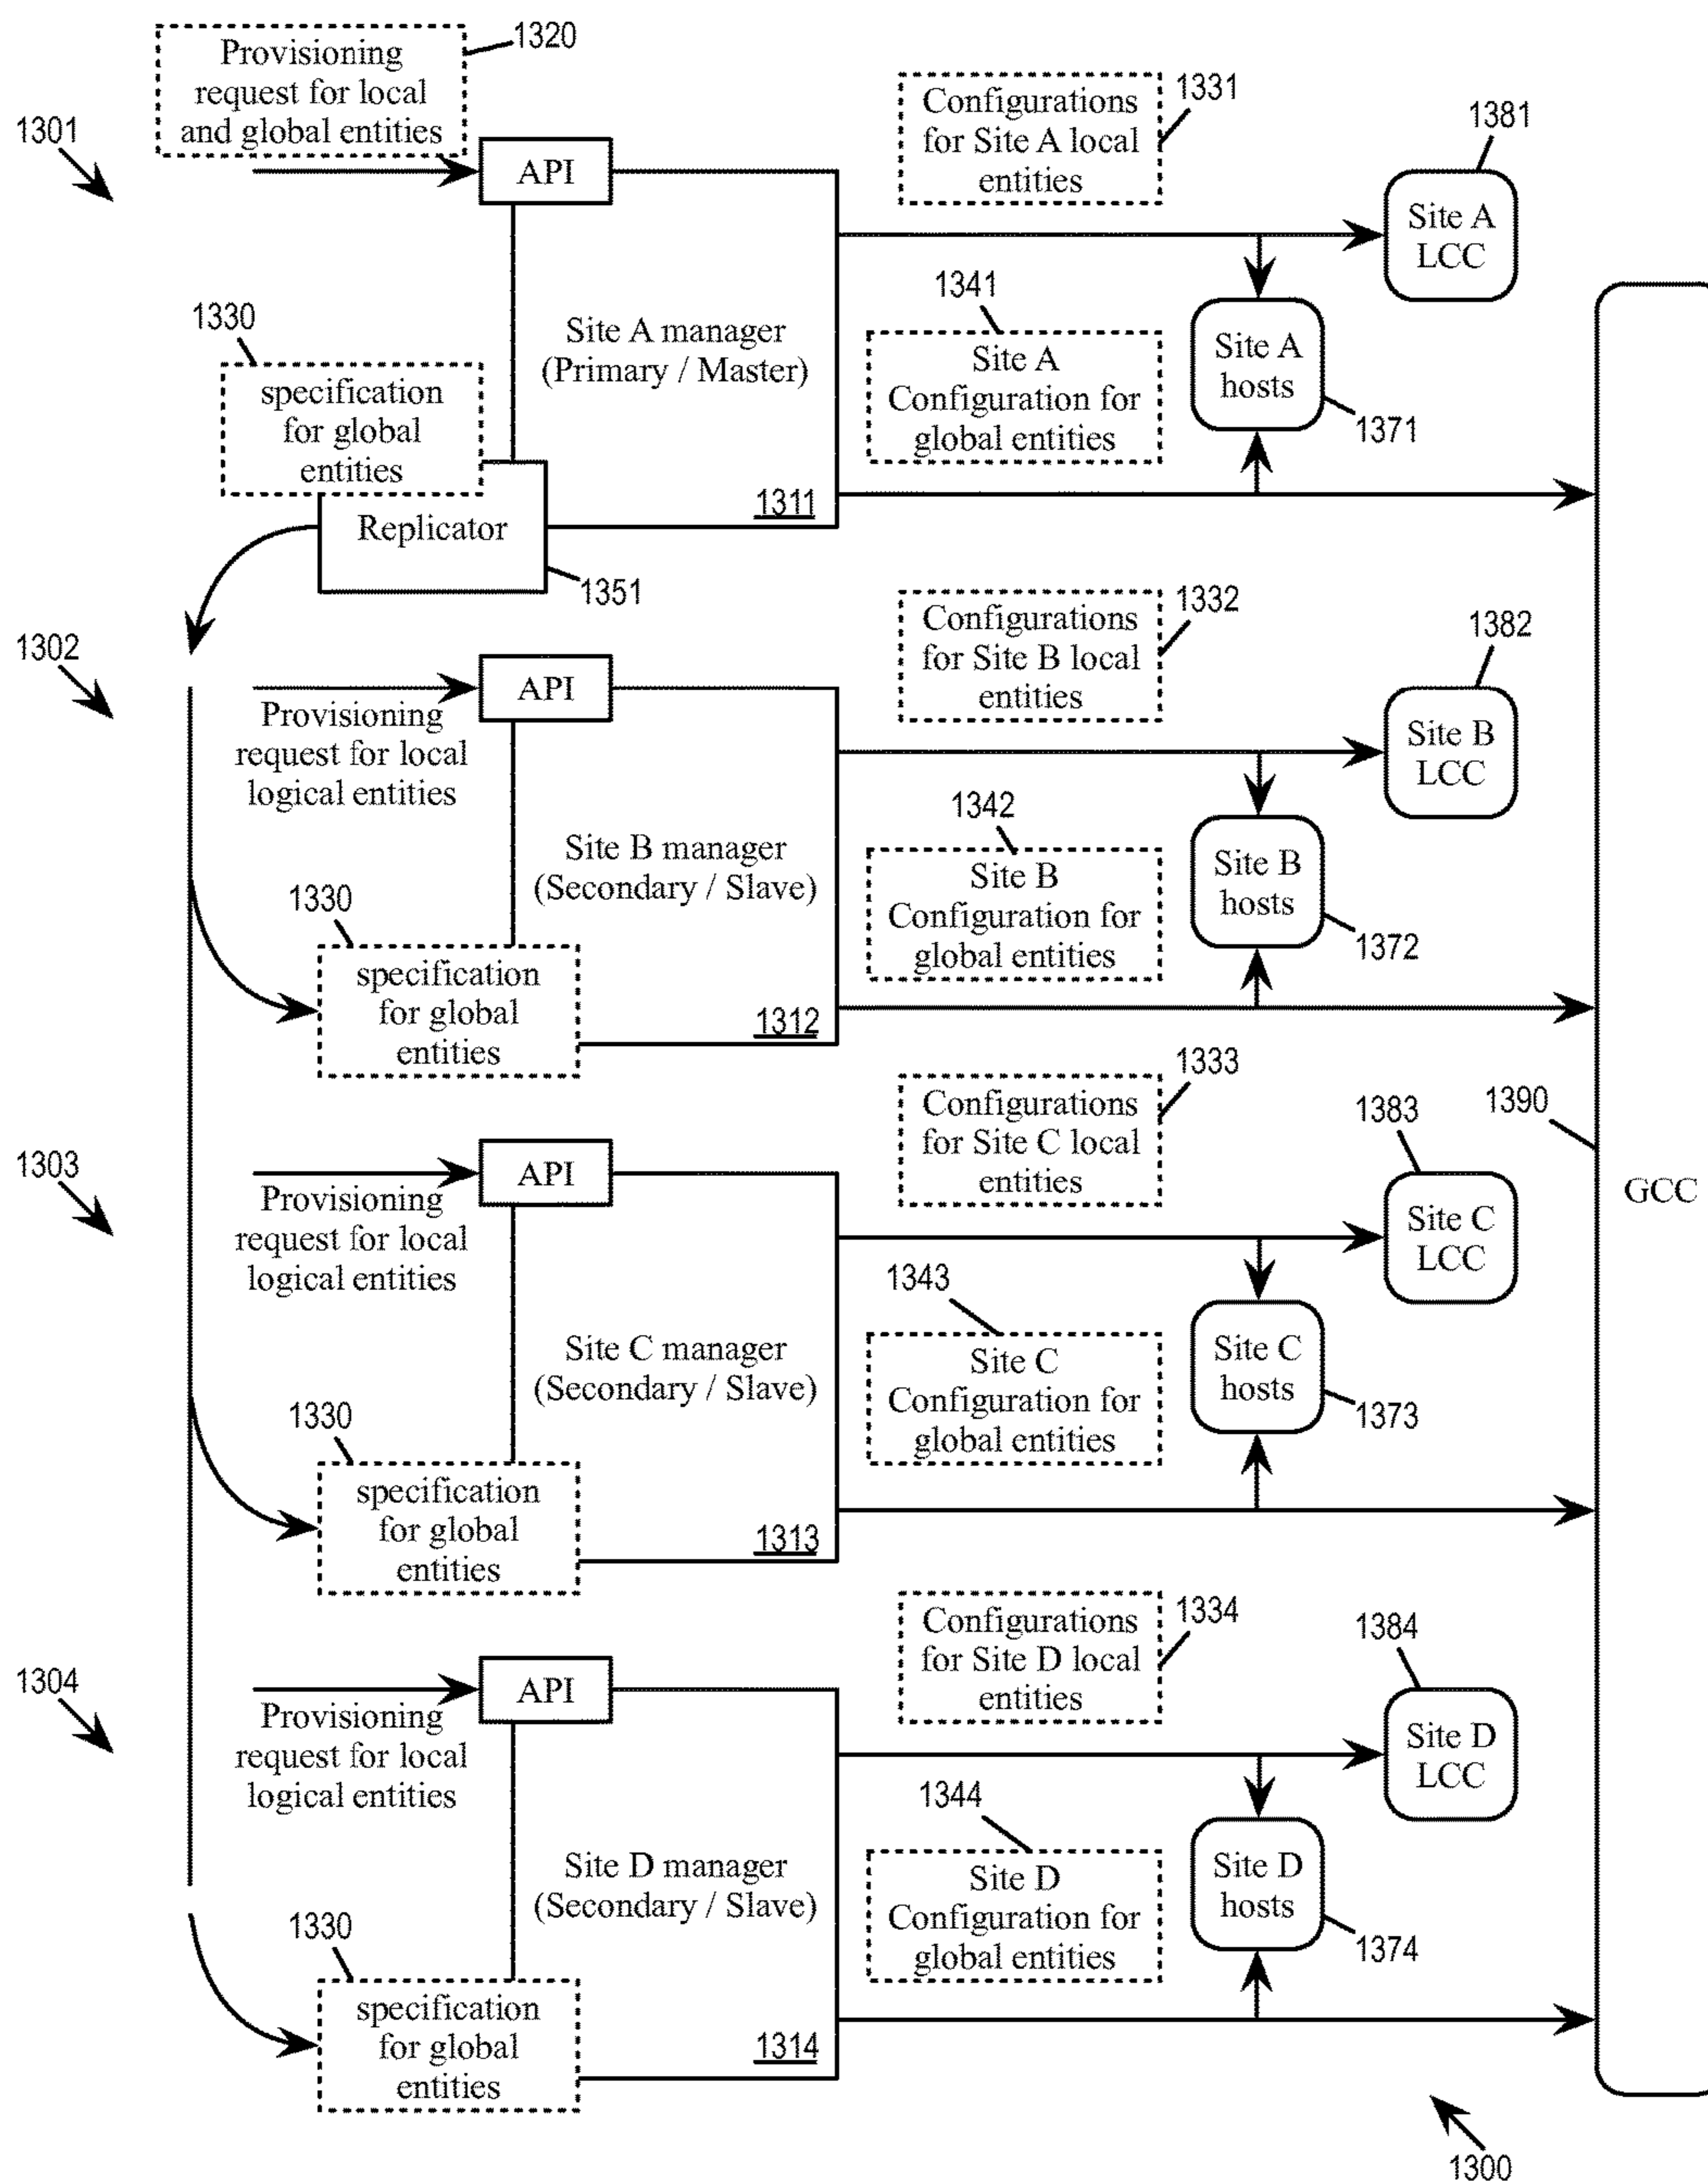 1320
Provisioning
request for local
and global entities
1301
API
Configurations
for Site A local
entities
1331
1381
Site A
LCC
1330
specification
for global
entities
Site A manager
(Primary / Master)
1341
Site A
Configuration for
global entities
Site A
hosts
1371
1311
Replicator
1351
1302
API
Provisioning
request for local
logical entities
Configurations
for Site B local
entities
1332
1382
Site B
LCC
Site B manager
(Secondary / Slave)
1342
Site B
Configuration for
global entities
Site B
hosts
1372
1330
specification
for global
entities
1312
1303
API
Provisioning
request for local
logical entities
Configurations
for Site C local
entities
1333
1383
Site C
LCC
1390
GCC
Site C manager
(Secondary / Slave)
1343
Site C
Configuration for
global entities
Site C
hosts
1373
1330
specification
for global
entities
1313
1304
API
Provisioning
request for local
logical entities
Configurations
for Site D local
entities
1334
1384
Site D
LCC
Site D manager
(Secondary / Slave)
1344
Site D
Configuration for
global entities
Site D
hosts
1374
1330
specification
for global
entities
1314
1300